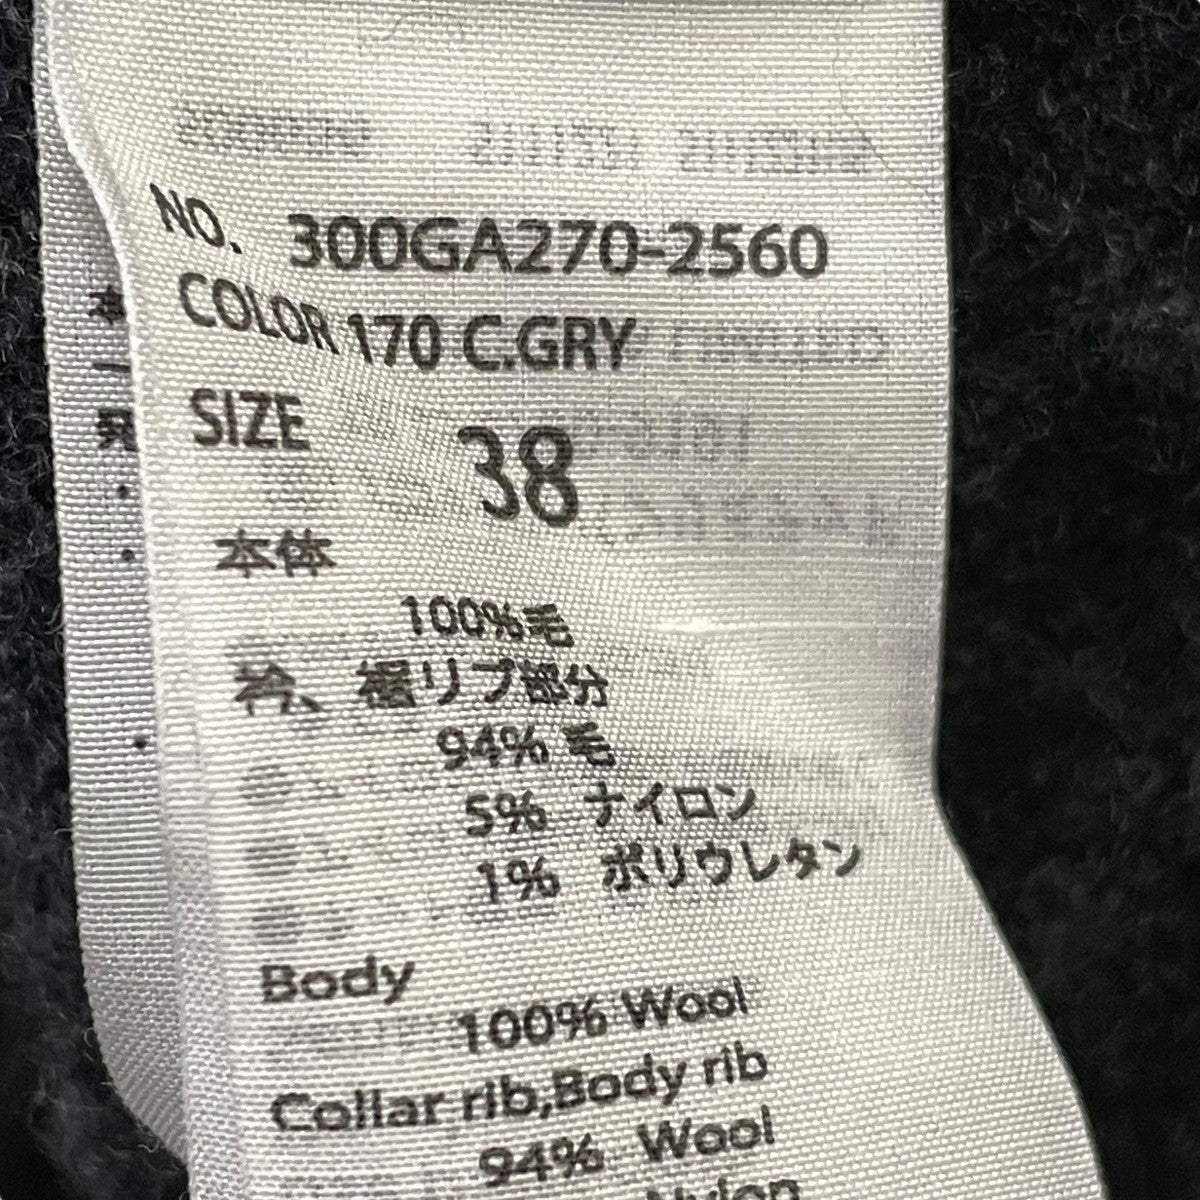 NO. 300GA270-2560
COLOR 170 C.GRY
SIZE 38
本体
100%毛
衿、裾リブ部分
94% 毛
5% ナイロン
1% ポリウレタン
Body
100% Wool
Collar rib,Body rib
94% Wool
Nylon